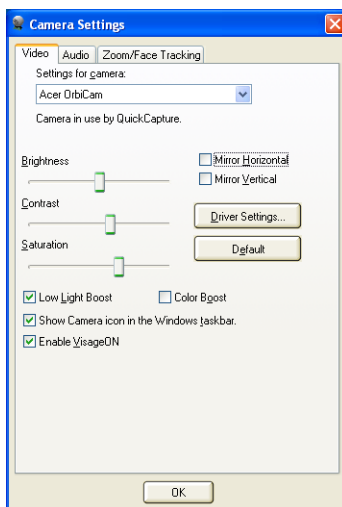 Camera Settings
Video Audio Zoom/Face Tracking
Settings for camera:
Acer OrbiCam
Camera in use by QuickCapture.
Brightness
Mirror Horizontal
Mirror Vertical
Contrast
Driver Settings...
Saturation
Default
Low Light Boost Color Boost
Show Camera icon in the Windows taskbar.
Enable VisageON
OK